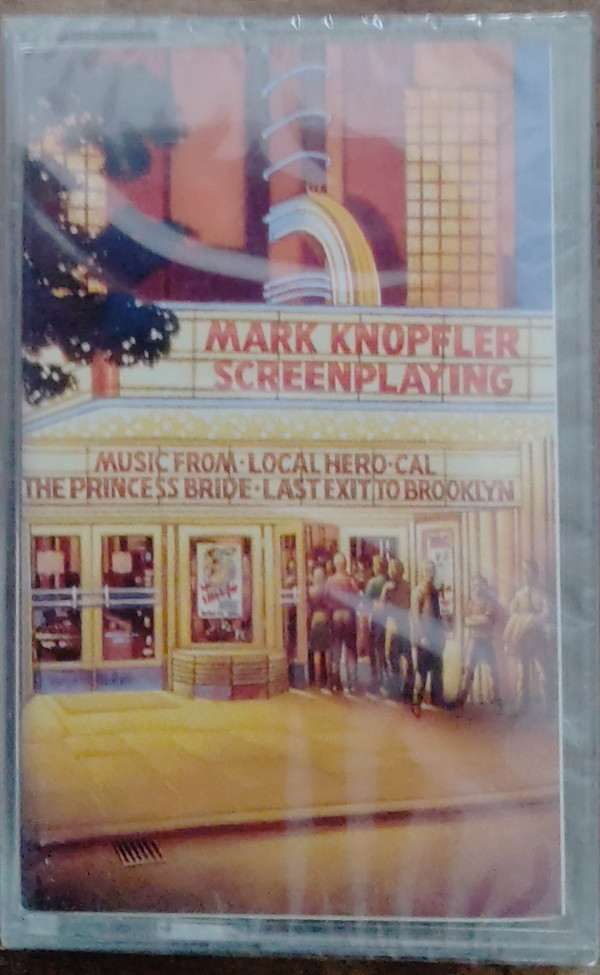 MARK KNOPFLER
SCREENPLAYING
MUSIC FROM · LOCAL HERO · CAL
THE PRINCESS BRIDE · LAST EXIT TO BROOKLYN